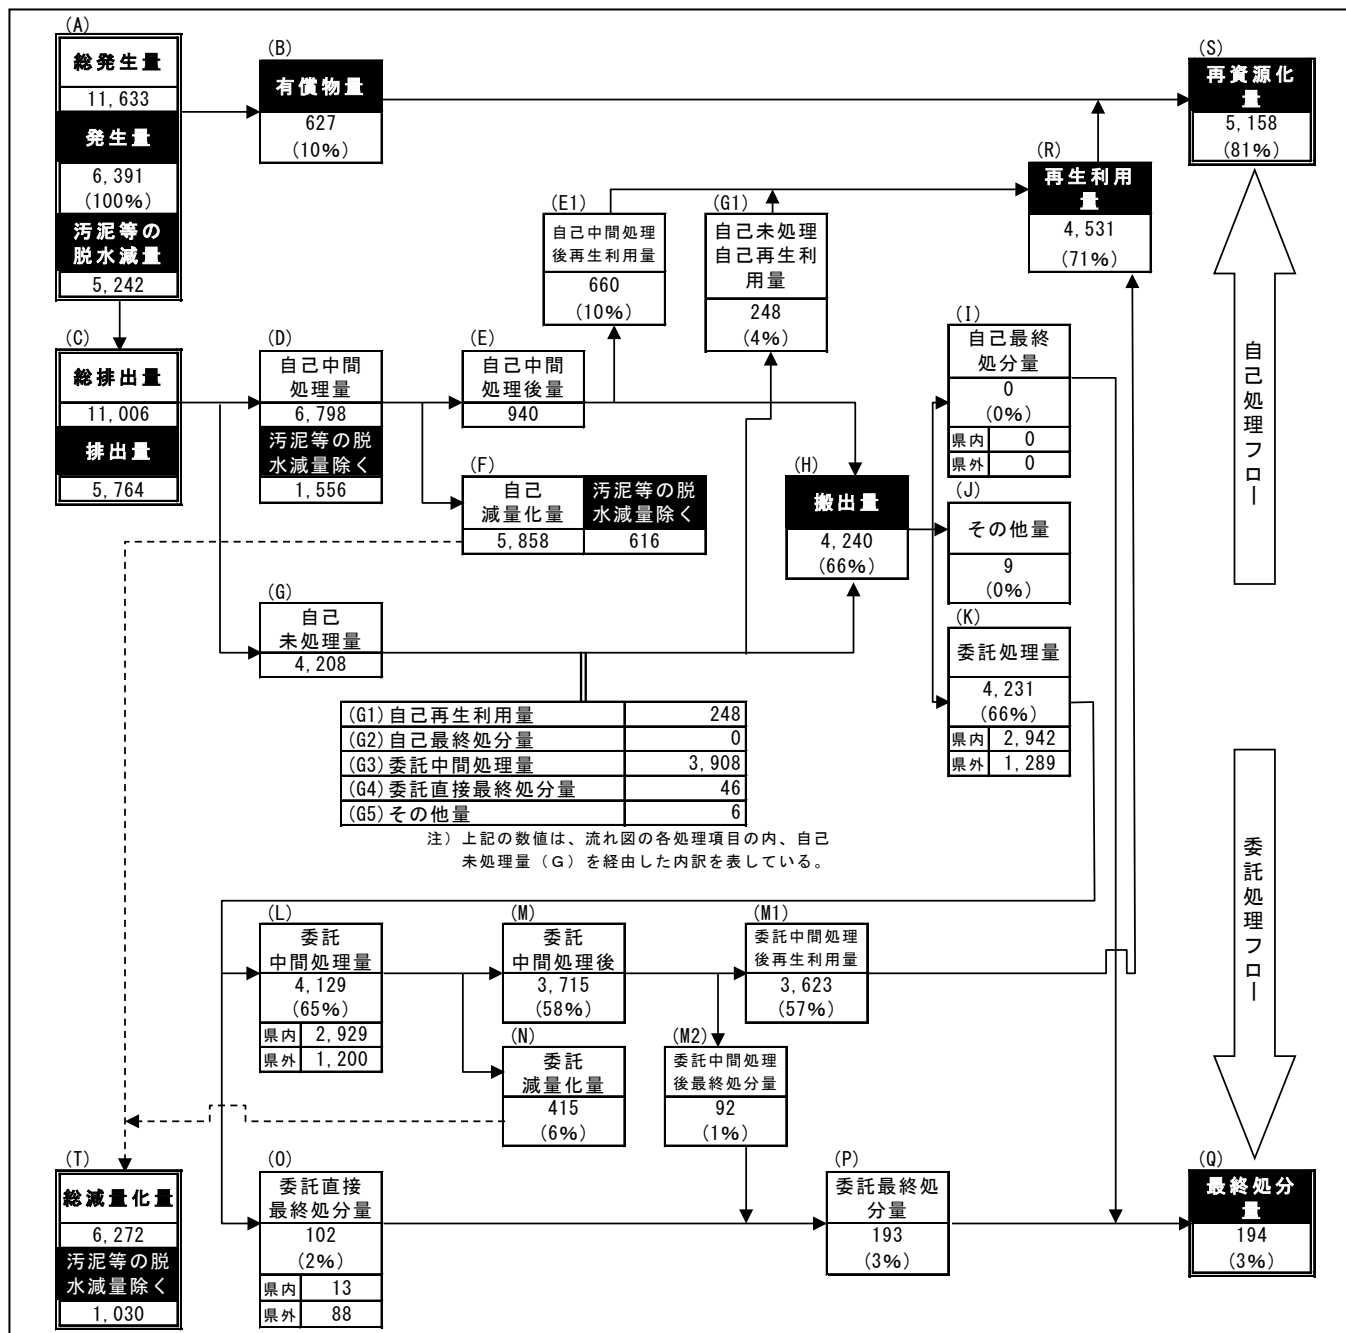 (A)
総発生量
11,633
発生量
6,391
(100%)
汚泥等の
脱水減量
5,242
(B)
有償物量
627
(10%)
(S)
再資源化
量
5,158
(81%)
(R)
再生利用
量
4,531
(71%)
(E1)
自己中間処理
後再生利用量
660
(10%)
(G1)
自己未処理
自己再生利
用量
248
(4%)
(C)
総排出量
11,006
排出量
5,764
(D)
自己中間
処理量
6,798
汚泥等の脱
水減量除く
1,556
(E)
自己中間
処理後量
940
(F)
自己
減量化量
5,858
汚泥等の脱
水減量除く
616
(G)
自己
未処理量
4,208
(H)
搬出量
4,240
(66%)
(I)
自己最終
処分量
0
(0%)
県内 0
県外 0
(J)
その他量
9
(0%)
(K)
委託処理量
4,231
(66%)
県内 2,942
県外 1,289
自己処理フロー
(G1)自己再生利用量 248
(G2)自己最終処分量 0
(G3)委託中間処理量 3,908
(G4)委託直接最終処分量 46
(G5)その他量 6
注）上記の数値は、流れ図の各処理項目の内、自己
未処理量（G）を経由した内訳を表している。
委託処理フロー
(L)
委託
中間処理量
4,129
(65%)
県内 2,929
県外 1,200
(M)
委託
中間処理後
3,715
(58%)
(M1)
委託中間処理
後再生利用量
3,623
(57%)
(N)
委託
減量化量
415
(6%)
(M2)
委託中間処理
後最終処分量
92
(1%)
(T)
総減量化量
6,272
汚泥等の脱
水減量除く
1,030
(O)
委託直接
最終処分量
102
(2%)
県内 13
県外 88
(P)
委託最終処
分量
193
(3%)
(Q)
最終処分
量
194
(3%)